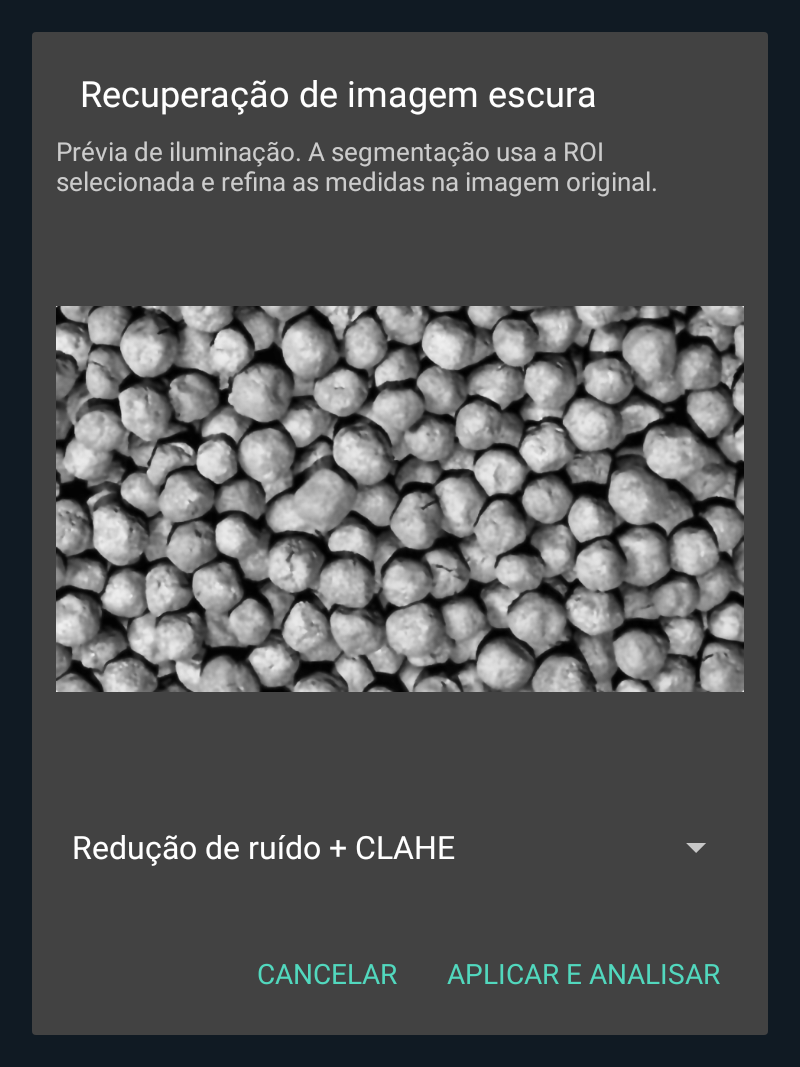 Recuperação de imagem escura
Prévia de iluminação. A segmentação usa a ROI
selecionada e refina as medidas na imagem original.
Redução de ruído + CLAHE
CANCELAR
APLICAR E ANALISAR